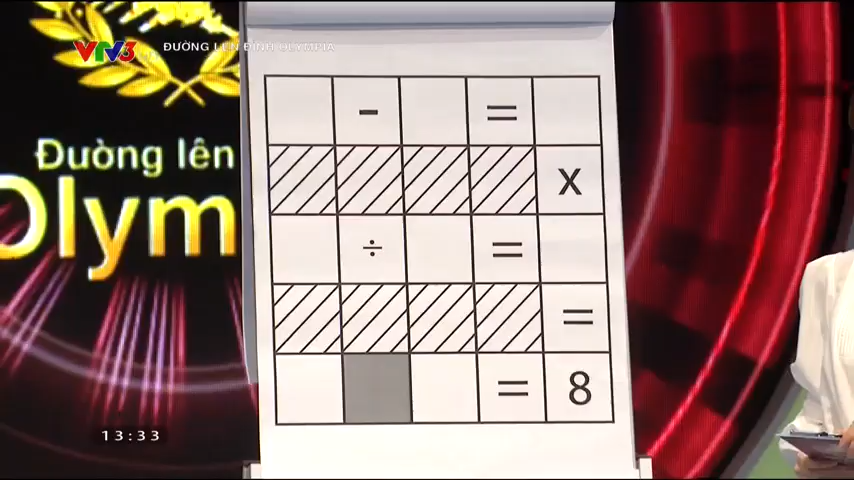 VTV3 ĐƯỜNG LÊN ĐỈNH OLYMPIA
Đường lên
Olym
- =
x
÷ =
=
= 8
13:33